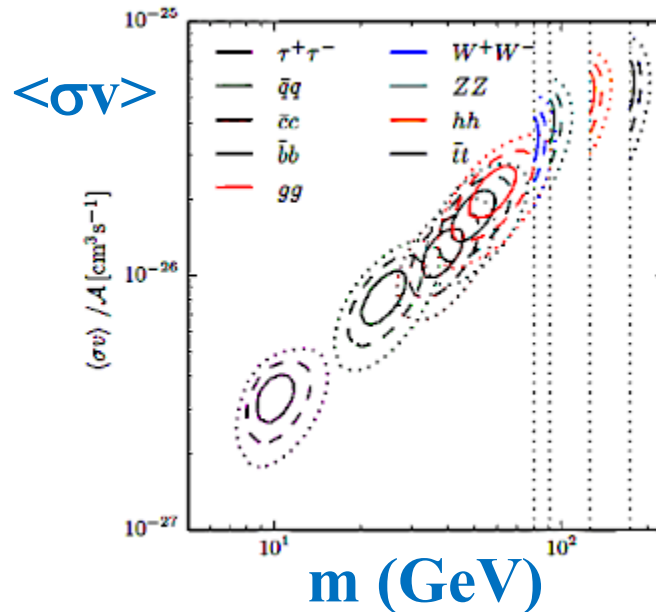 10⁻²⁵
<σv>
τ⁺τ⁻
q̄q
c̄c
b̄b
gg
W⁺W⁻
ZZ
hh
t̄t
⟨σv⟩ / 𝒜 [cm³s⁻¹]
10⁻²⁶
10⁻²⁷
10¹
10²
m (GeV)